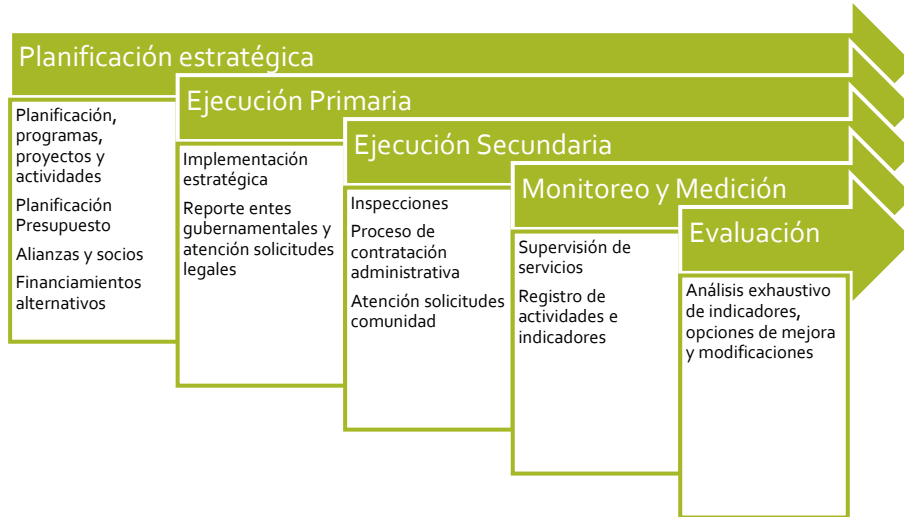 Planificación estratégica
Planificación,
programas,
proyectos y
actividades
Planificación
Presupuesto
Alianzas y socios
Financiamientos
alternativos
Ejecución Primaria
Implementación
estratégica
Reporte entes
gubernamentales y
atención solicitudes
legales
Ejecución Secundaria
Inspecciones
Proceso de
contratación
administrativa
Atención solicitudes
comunidad
Monitoreo y Medición
Supervisión de
servicios
Registro de
actividades e
indicadores
Evaluación
Análisis exhaustivo
de indicadores,
opciones de mejora
y modificaciones